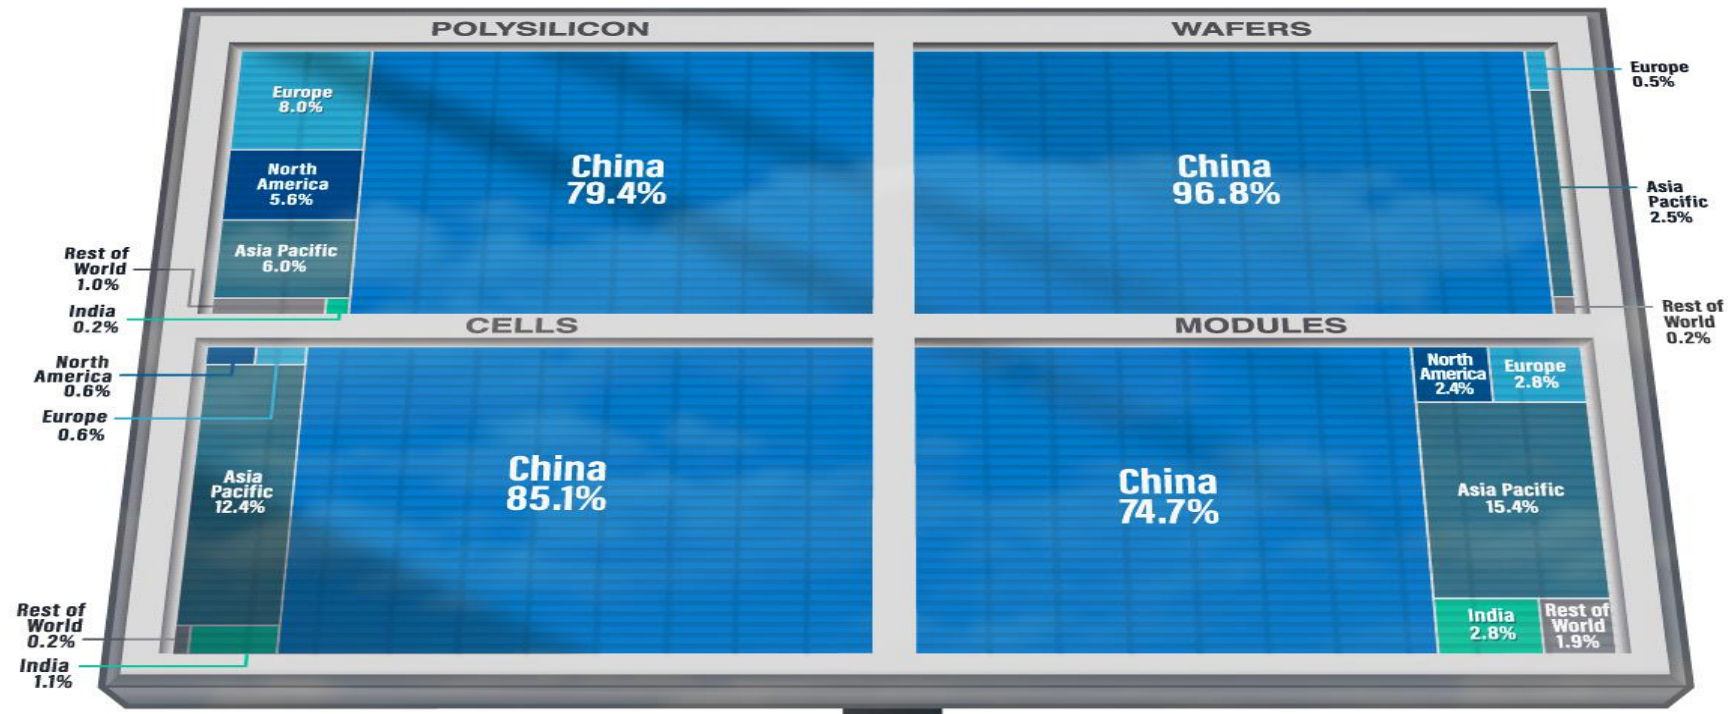 POLYSILICON
Europe
8.0%
North
America
5.6%
Asia Pacific
6.0%
Rest of
World
1.0%
India
0.2%
China
79.4%
WAFERS
China
96.8%
Europe
0.5%
Asia
Pacific
2.5%
Rest of
World
0.2%
CELLS
North
America
0.6%
Europe
0.6%
Asia
Pacific
12.4%
Rest of
World
0.2%
India
1.1%
China
85.1%
MODULES
China
74.7%
North
America
2.4%
Europe
2.8%
Asia Pacific
15.4%
India
2.8%
Rest of
World
1.9%